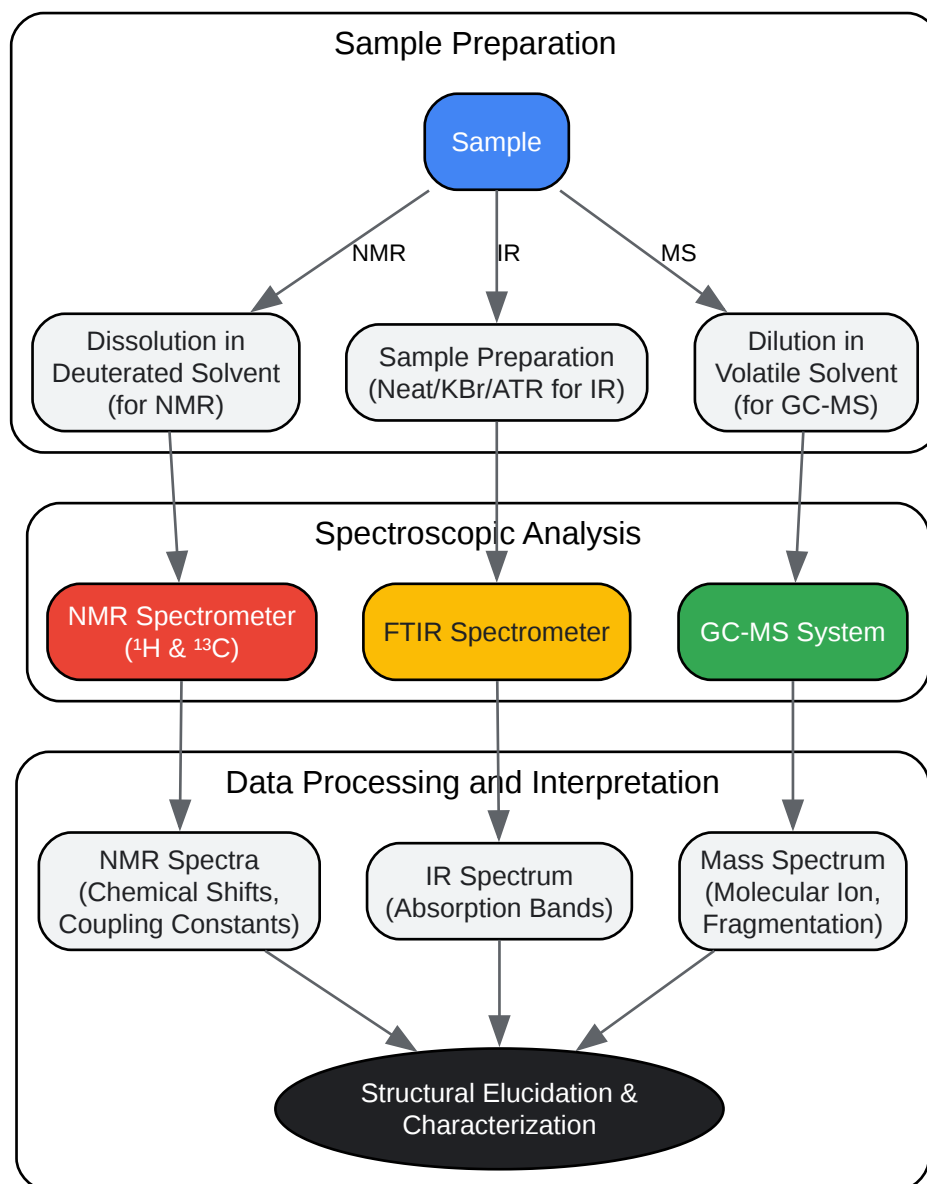 Sample Preparation
Sample
NMR
IR
MS
Dissolution in
Deuterated Solvent
(for NMR)
Sample Preparation
(Neat/KBr/ATR for IR)
Dilution in
Volatile Solvent
(for GC-MS)
Spectroscopic Analysis
NMR Spectrometer
(¹H & ¹³C)
FTIR Spectrometer
GC-MS System
Data Processing and Interpretation
NMR Spectra
(Chemical Shifts,
Coupling Constants)
IR Spectrum
(Absorption Bands)
Mass Spectrum
(Molecular Ion,
Fragmentation)
Structural Elucidation &
Characterization